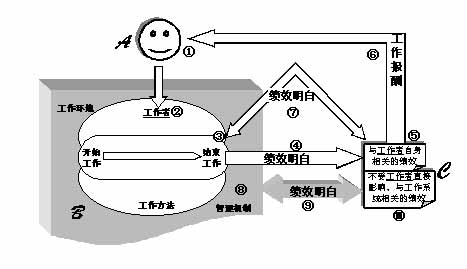 A
①
工作报酬
⑥
工作环境
工作者②
绩效明白
⑦
③
④
开始
工作
结束
工作
绩效明白
⑤
与工作者自身
相关的绩效
C
不受工作者直接
影响、与工作系
统相关的绩效
⑩
⑧
绩效明白
⑨
B
工作方法
管理机制